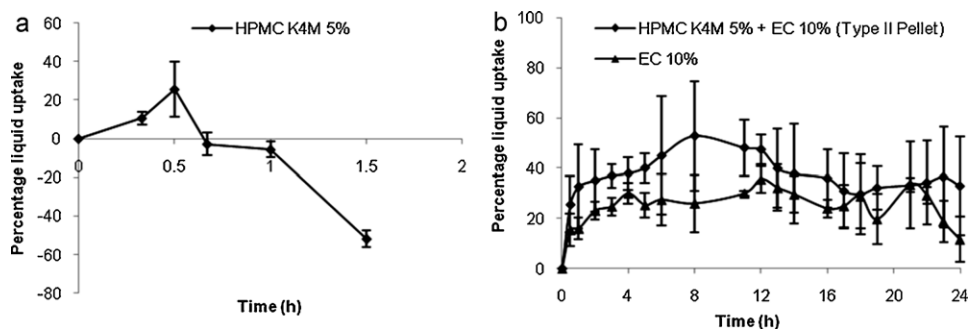 a
HPMC K4M 5%
60
40
20
0
-20
-40
-60
-80
0
0.5
1
1.5
2
Percentage liquid uptake
Time (h)
b
HPMC K4M 5% + EC 10% (Type II Pellet)
EC 10%
100
80
60
40
20
0
0
4
8
12
16
20
24
Percentage liquid uptake
Time (h)